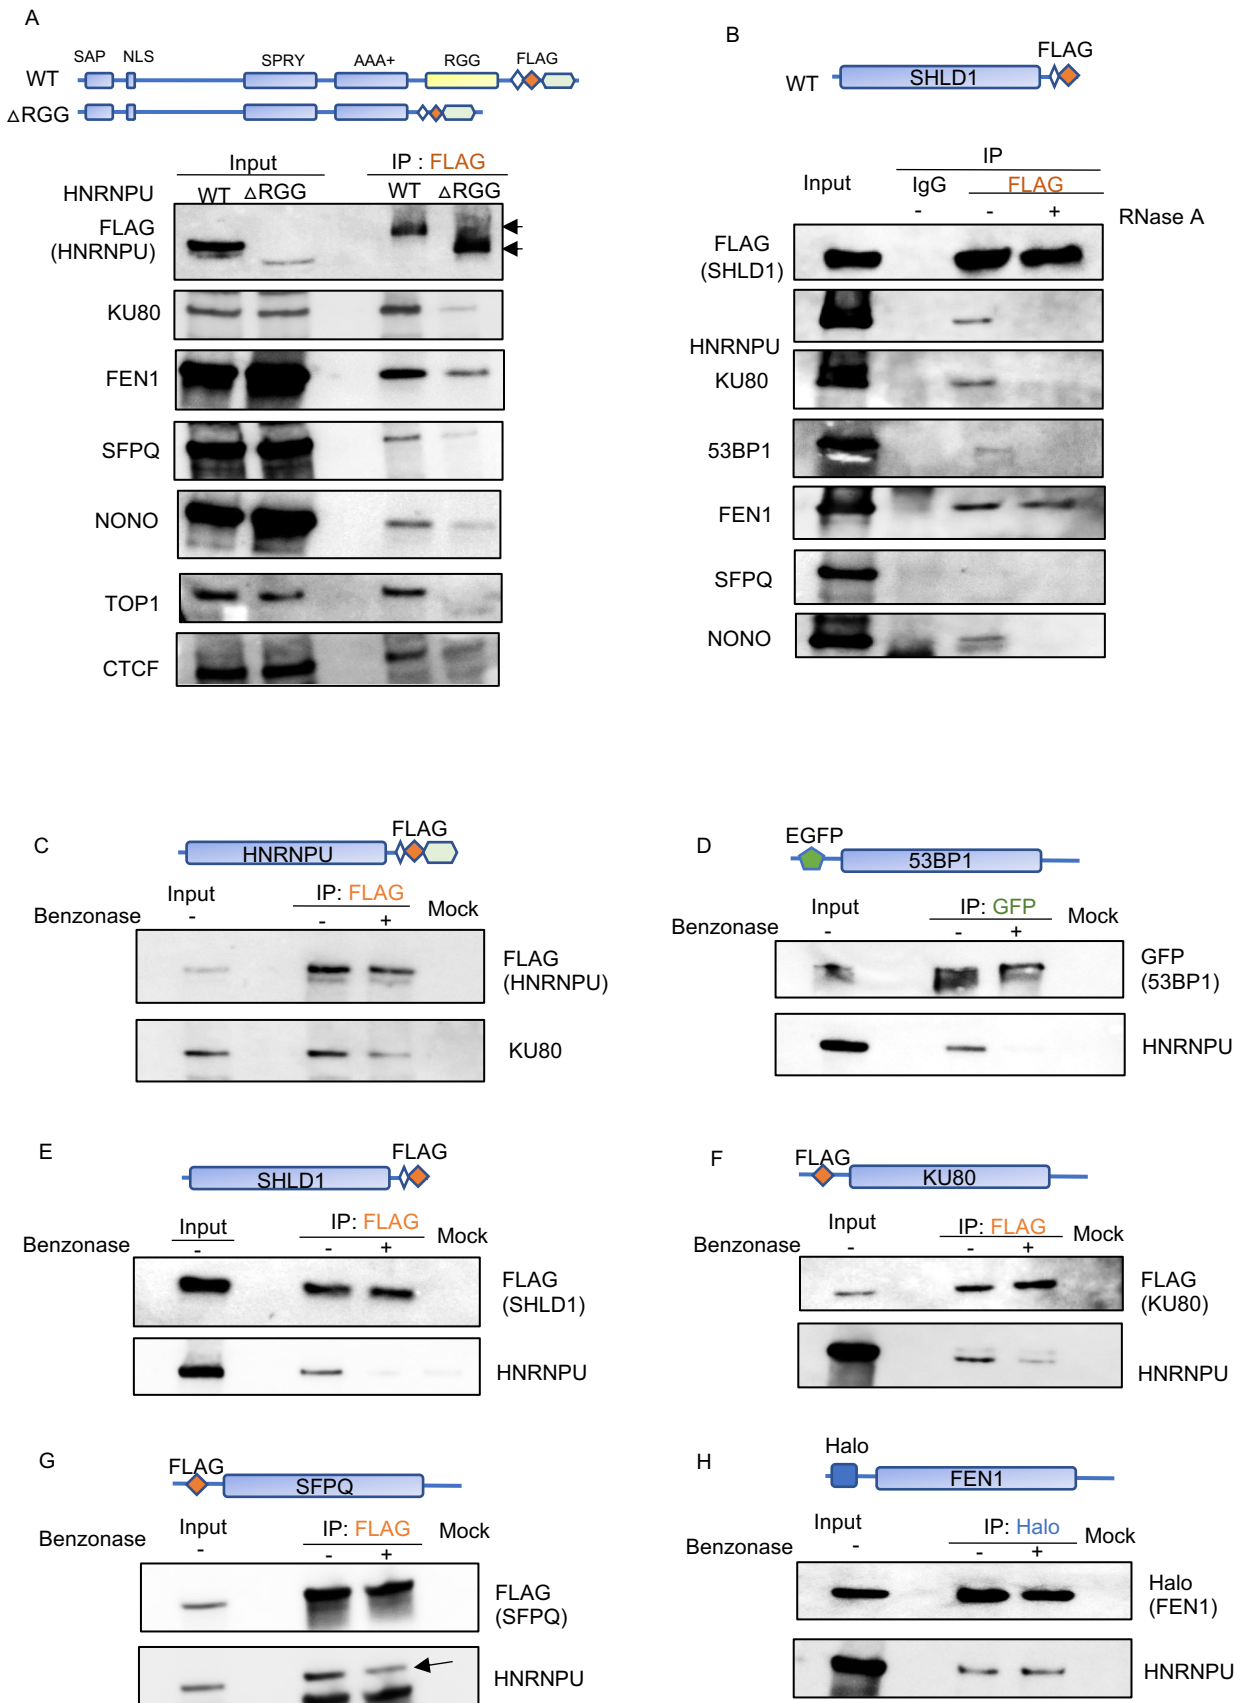 A
SAP NLS SPRY AAA+ RGG FLAG
WT
△RGG
Input IP : FLAG
HNRNPU WT △RGG WT △RGG
FLAG
(HNRNPU)
KU80
FEN1
SFPQ
NONO
TOP1
CTCF
B
FLAG
WT SHLD1
IP
Input IgG FLAG
- - + RNase A
FLAG
(SHLD1)
HNRNPU
KU80
53BP1
FEN1
SFPQ
NONO
C
FLAG
HNRNPU
Input IP: FLAG Mock
Benzonase - - +
FLAG
(HNRNPU)
KU80
D
EGFP
53BP1
Input IP: GFP Mock
Benzonase - - +
GFP
(53BP1)
HNRNPU
E
FLAG
SHLD1
Input IP: FLAG Mock
Benzonase - - +
FLAG
(SHLD1)
HNRNPU
F
FLAG
KU80
Input IP: FLAG Mock
Benzonase - - +
FLAG
(KU80)
HNRNPU
G
FLAG
SFPQ
Input IP: FLAG Mock
Benzonase - - +
FLAG
(SFPQ)
HNRNPU
H
Halo
FEN1
Input IP: Halo Mock
Benzonase - - +
Halo
(FEN1)
HNRNPU